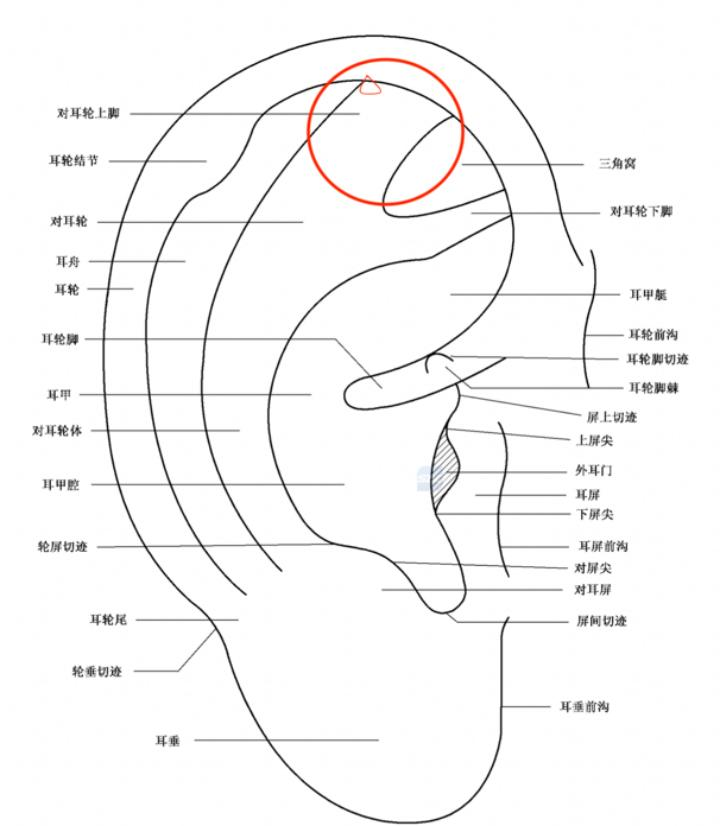 对耳轮上脚
耳轮结节
三角窝
对耳轮下脚
对耳轮
耳舟
耳轮
耳甲艇
耳轮前沟
耳轮脚
耳轮脚切迹
耳轮脚棘
耳甲
屏上切迹
对耳轮体
上屏尖
外耳门
耳甲腔
耳屏
下屏尖
轮屏切迹
耳屏前沟
对屏尖
对耳屏
耳轮尾
屏间切迹
轮垂切迹
耳垂前沟
耳垂